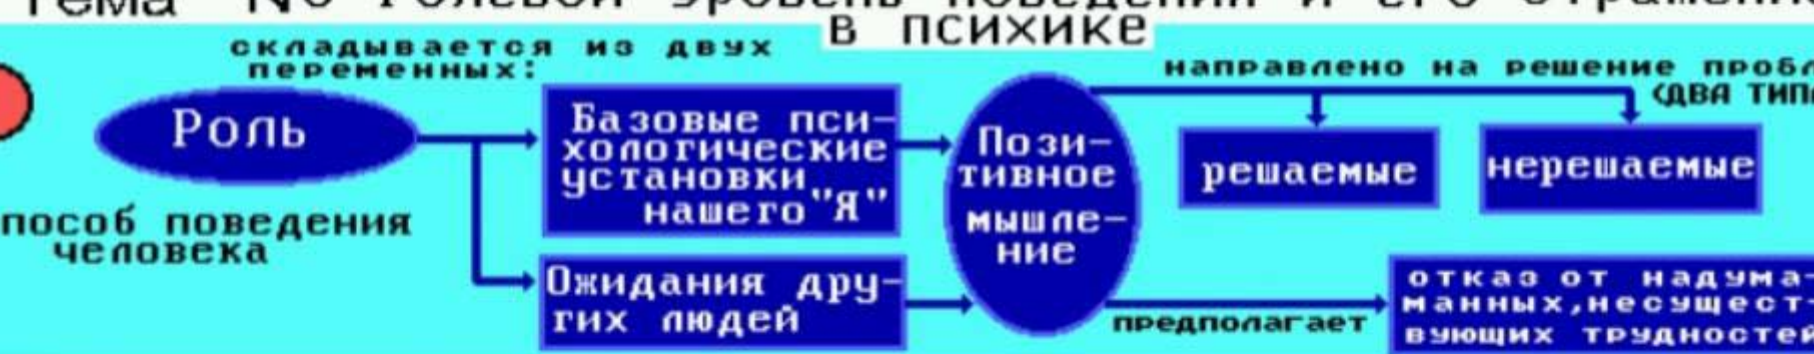 в психике
складывается из двух
переменных:
Роль
пособ поведения
человека
Базовые пси-
хологические
установки
нашего "Я"
Ожидания дру-
гих людей
Пози-
тивное
мышле-
ние
направлено на решение пробл
(ДВА ТИП
решаемые
нерешаемые
предполагает
отказ от надума-
манных,несущест-
вующих трудностей